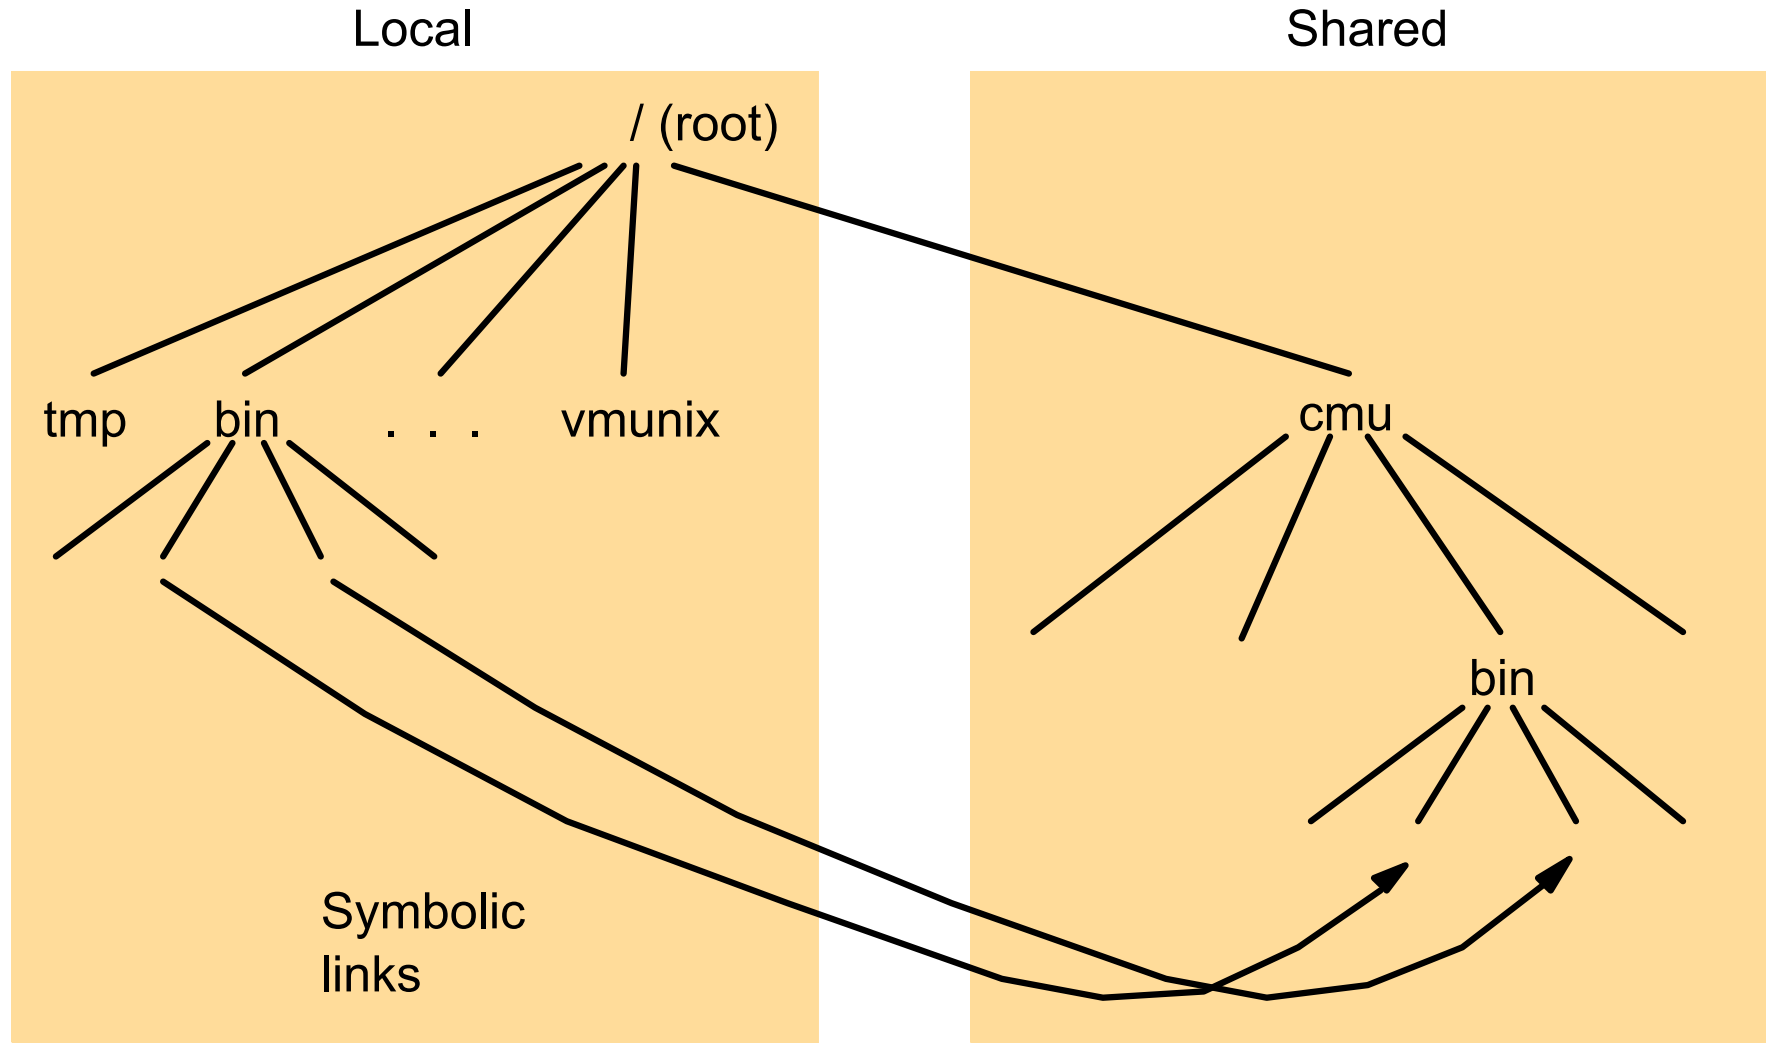 Local
Shared
/ (root)
tmp
bin
. . .
vmunix
cmu
bin
Symbolic
links